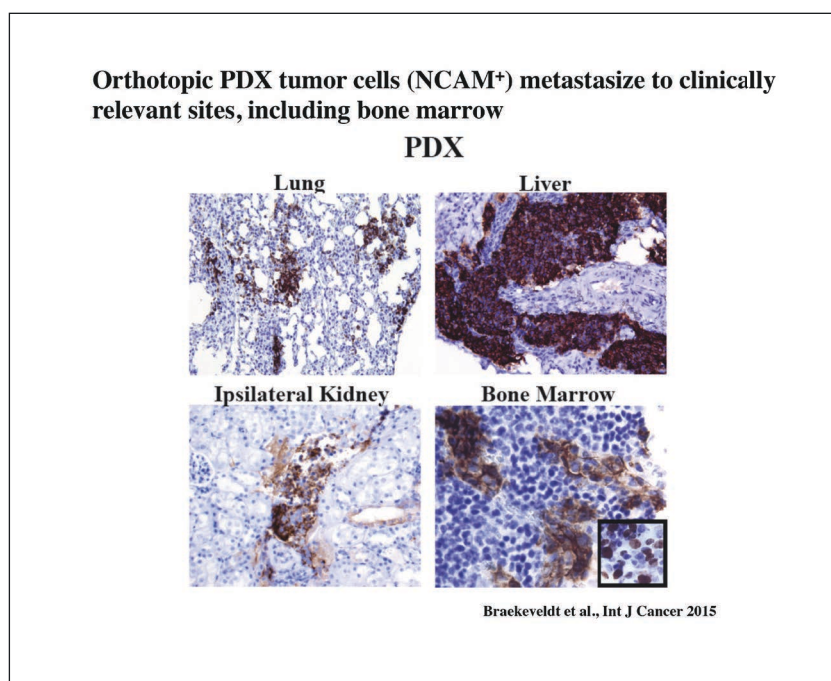 Orthotopic PDX tumor cells (NCAM⁺) metastasize to clinically
relevant sites, including bone marrow
PDX
Lung
Liver
Ipsilateral Kidney
Bone Marrow
Braekeveldt et al., Int J Cancer 2015